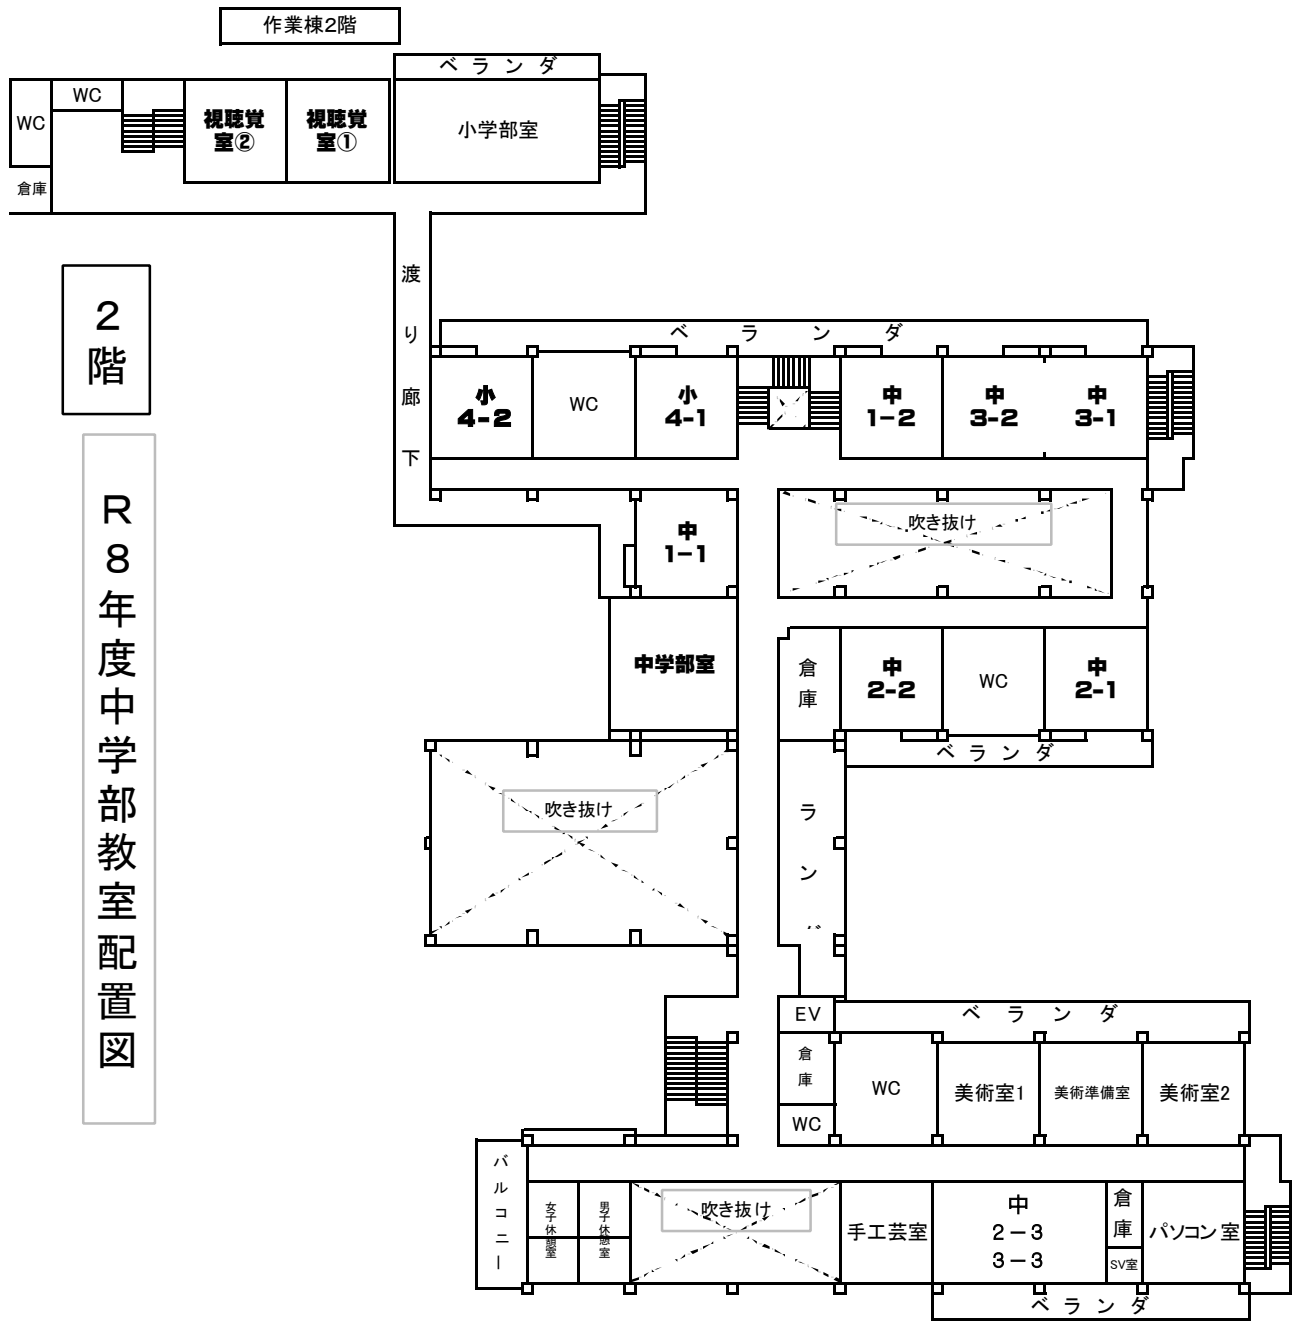 作業棟2階
ベランダ
WC
WC
倉庫
視聴覚
室②
視聴覚
室①
小学部室
渡り廊下
2階
R8年度中学部教室配置図
ベランダ
小
4-2
WC
小
4-1
中
1-2
中
3-2
中
3-1
中
1-1
吹き抜け
中学部室
倉庫
中
2-2
WC
中
2-1
ベランダ
吹き抜け
ラン
EV
ベランダ
倉庫
WC
WC
美術室1
美術準備室
美術室2
バルコニー
女子休憩室
男子休憩室
吹き抜け
手工芸室
中
2-3
3-3
倉庫
SV室
パソコン室
ベランダ